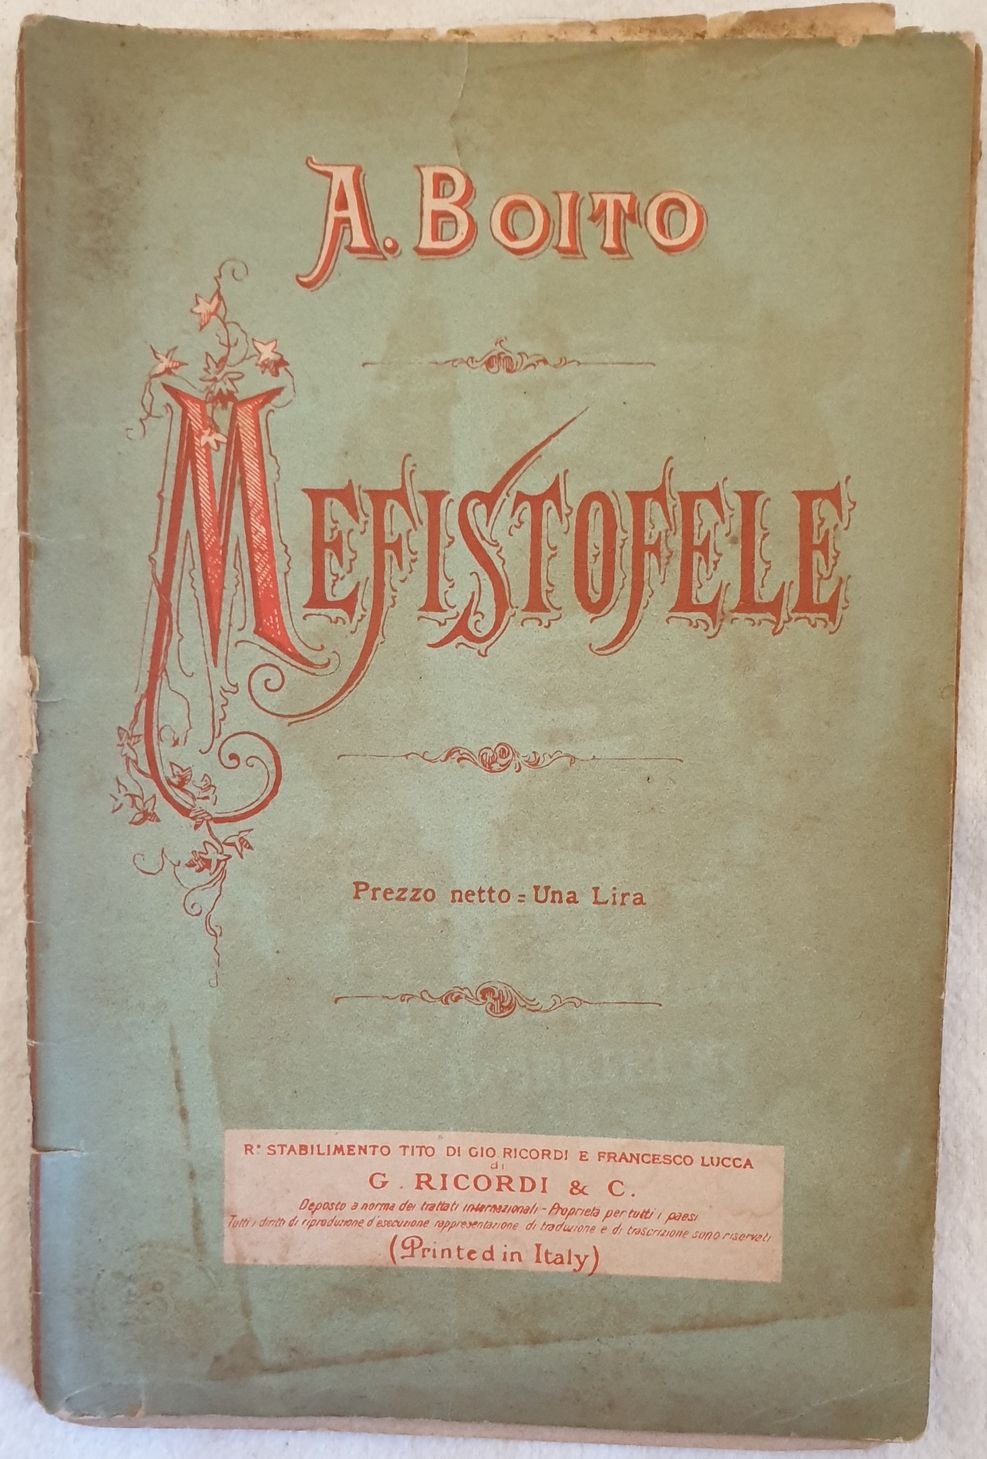 A. BOITO
MEFISTOFELE
Prezzo netto = Una Lira
R.° STABILIMENTO TITO DI GIO RICORDI E FRANCESCO LUCCA
di
G. RICORDI & C.
Deposto a norma dei trattati internazionali - Proprietà per tutti i paesi
Tutti i diritti di riproduzione d'esecuzione rappresentazione di traduzione e di trascrizione sono riservati
(Printed in Italy)